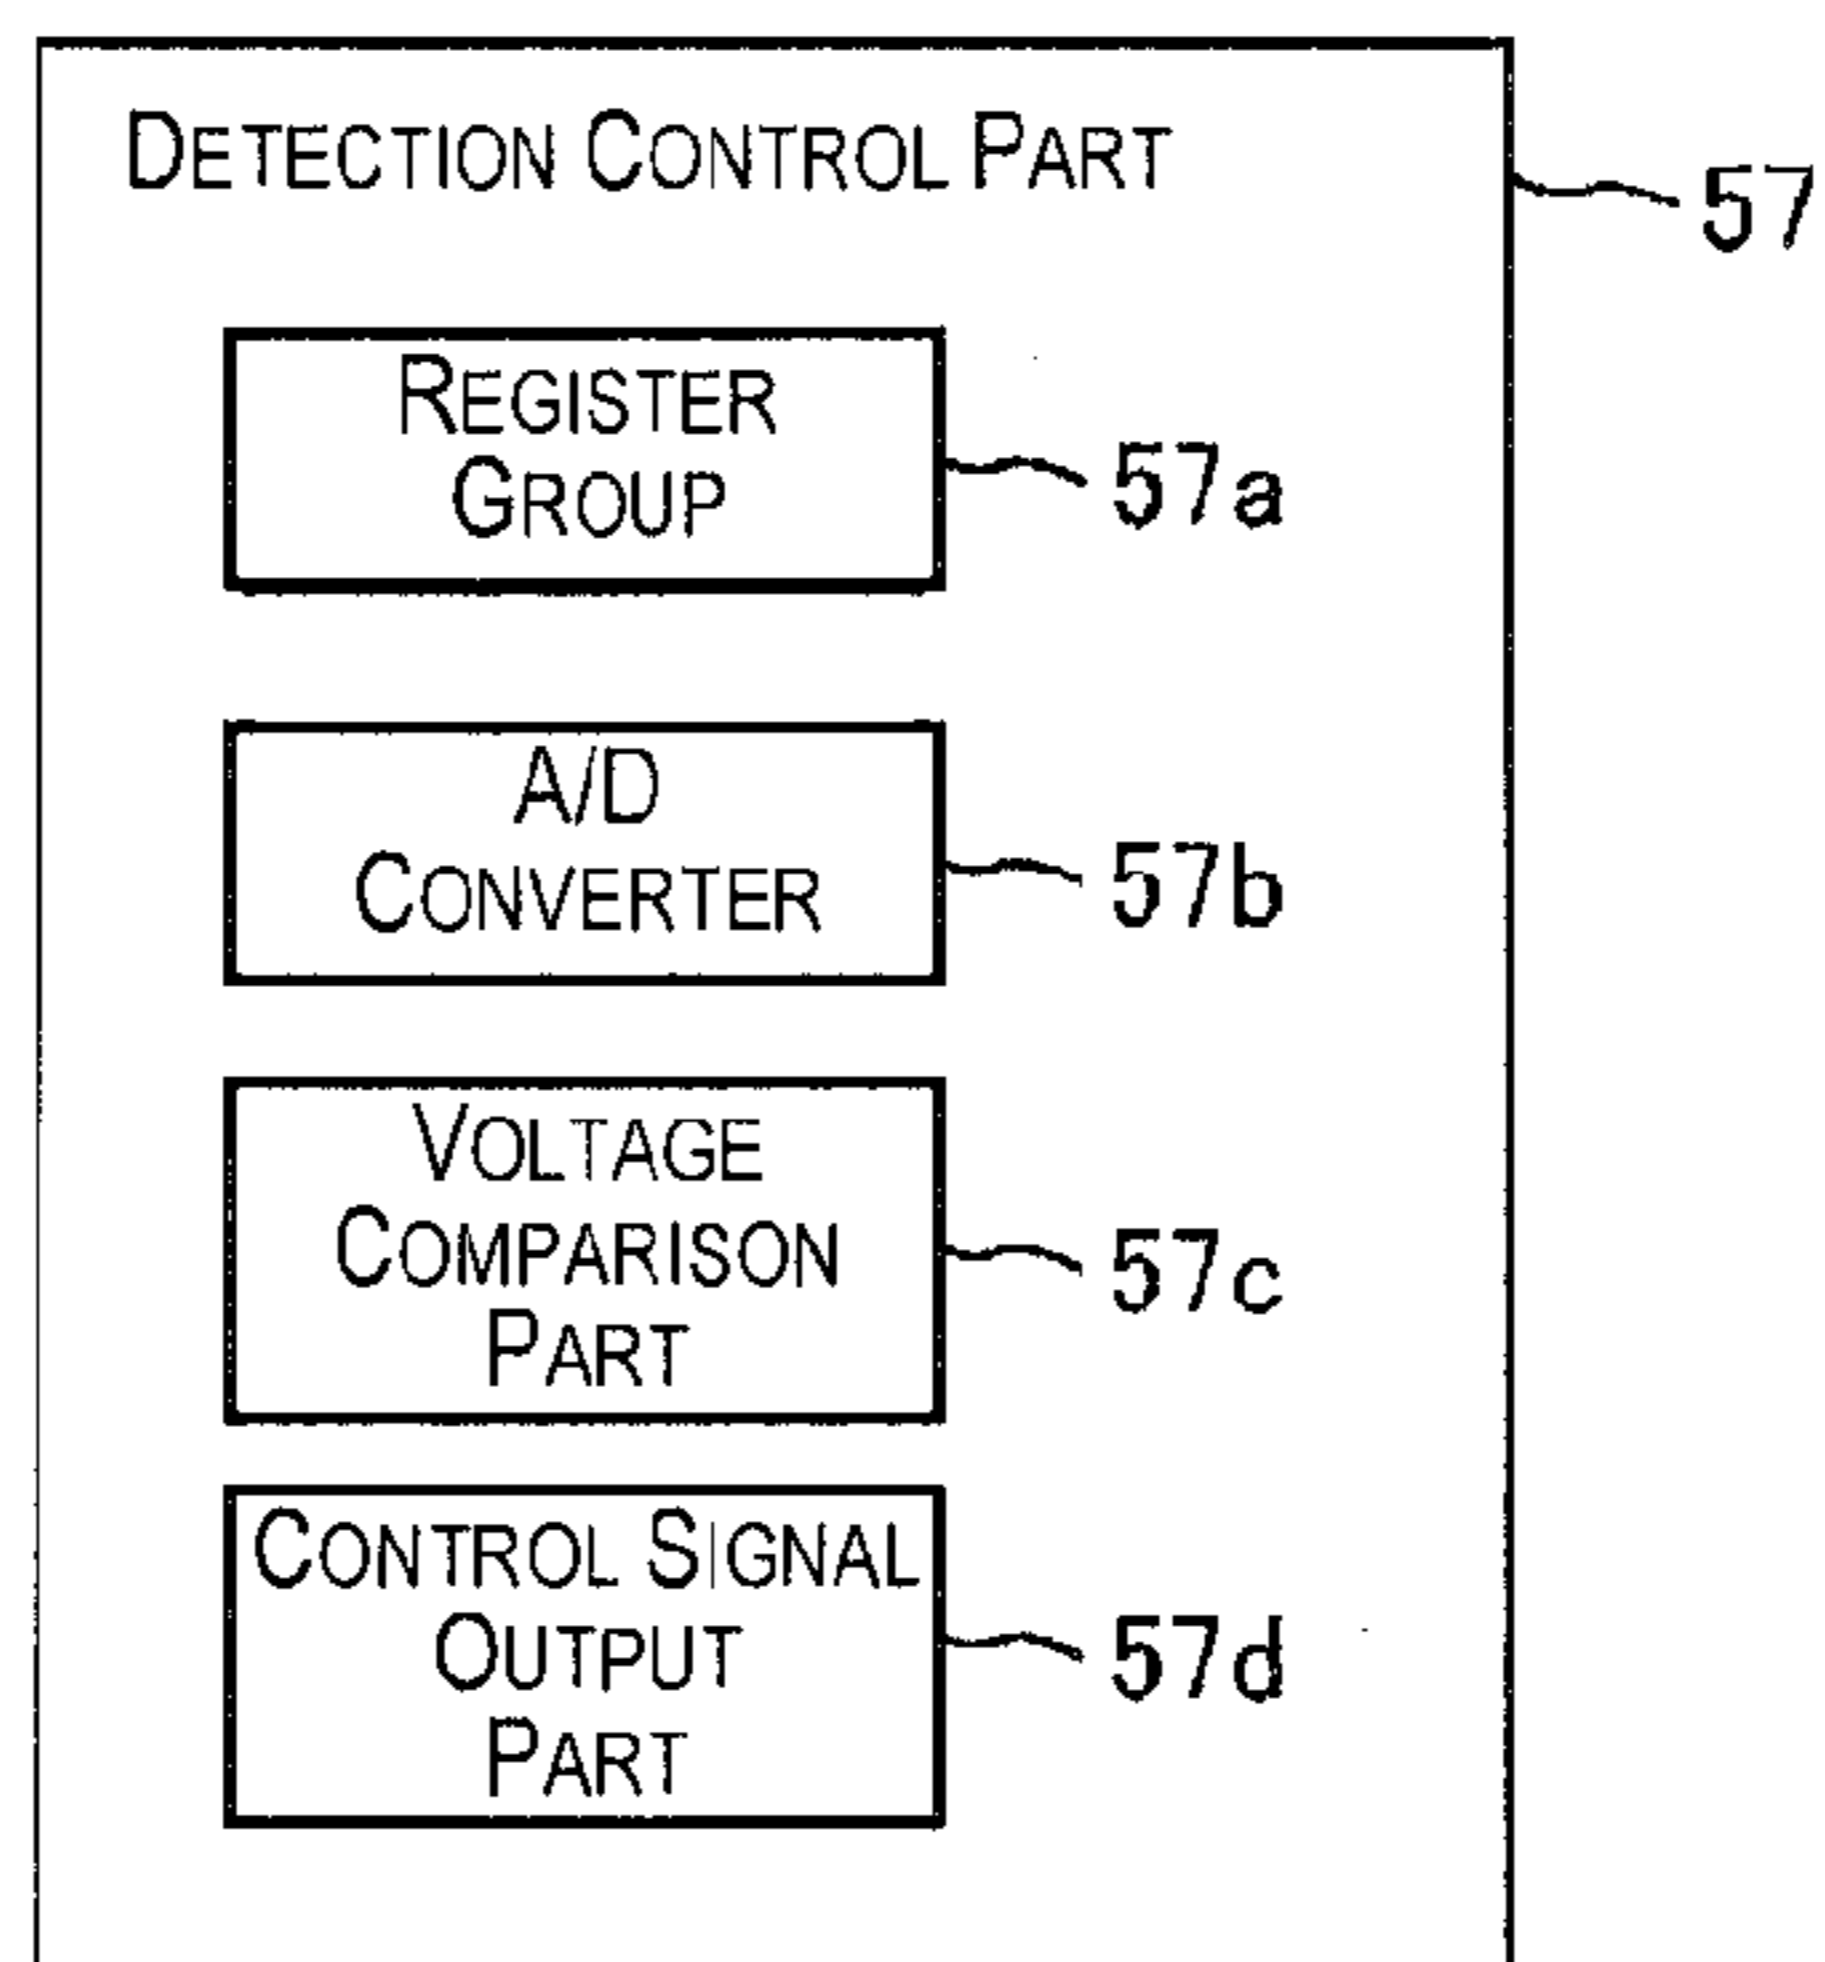 DETECTION CONTROL PART
57
REGISTER
GROUP
57a
A/D
CONVERTER
57b
VOLTAGE
COMPARISON
PART
57c
CONTROL SIGNAL
OUTPUT
PART
57d